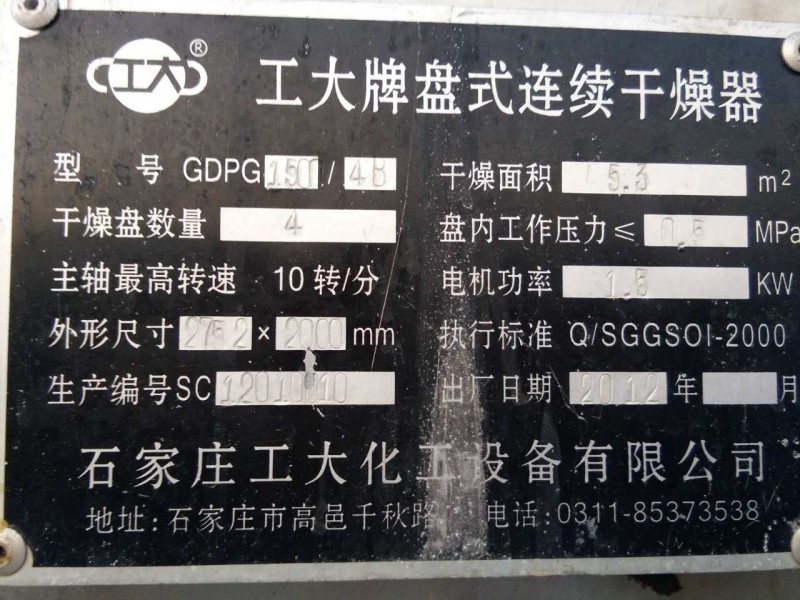 工大® 工大牌盘式连续干燥器
型 号 GDPG1500/4B 干燥面积 5.3 m²
干燥盘数量 4 盘内工作压力≤ 0.5 MPa
主轴最高转速 10转/分 电机功率 1.5 KW
外形尺寸 2752×2000mm 执行标准 Q/SGGSOI-2000
生产编号SC 出厂日期 2012年 月
石家庄工大化工设备有限公司
地址:石家庄市高邑千秋路 电话:0311-85373538